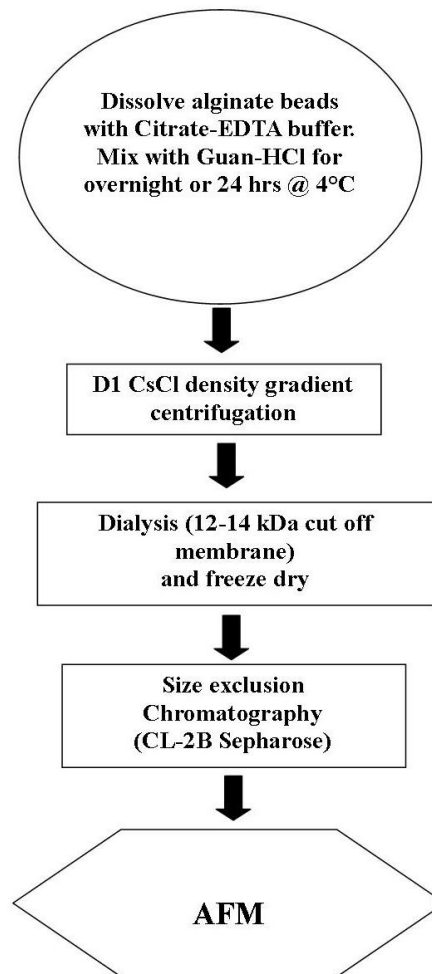 Dissolve alginate beads
with Citrate-EDTA buffer.
Mix with Guan-HCl for
overnight or 24 hrs @ 4°C
D1 CsCl density gradient
centrifugation
Dialysis (12-14 kDa cut off
membrane)
and freeze dry
Size exclusion
Chromatography
(CL-2B Sepharose)
AFM